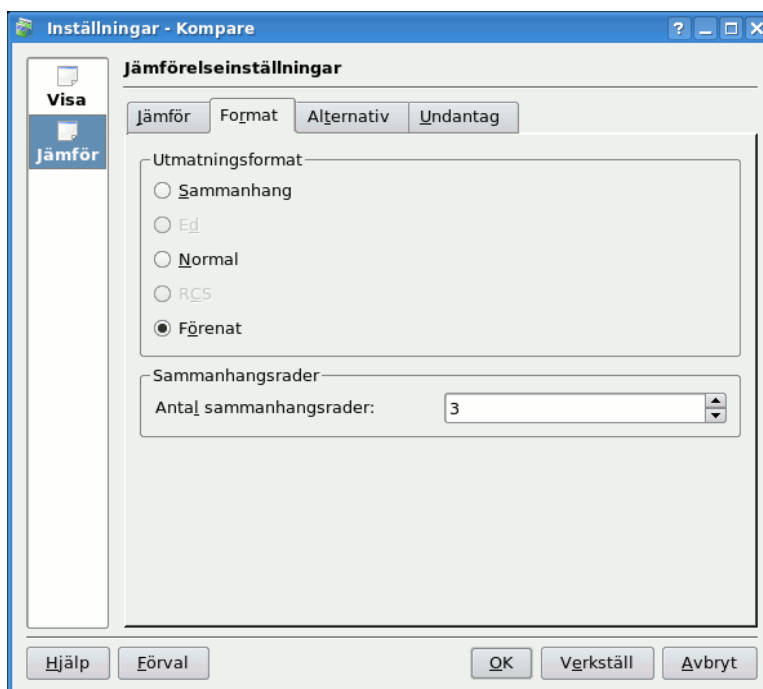 Inställningar - Kompare
Visa
Jämför
Jämförelseinställningar
Jämför Format Alternativ Undantag
Utmatningsformat
Sammanhang
Ed
Normal
RCS
Förenat
Sammanhangsrader
Antal sammanhangsrader: 3
Hjälp Förval OK Verkställ Avbryt